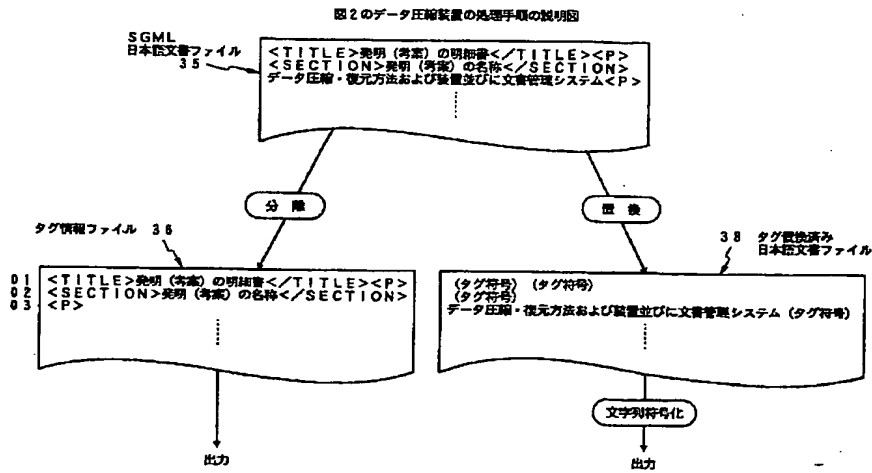 図2のデータ圧縮装置の処理手順の説明図
SGML
日本語文書ファイル
35
<TITLE>発明(考案)の明細書</TITLE><P>
<SECTION>発明(考案)の名称</SECTION>
データ圧縮・復元方法および装置並びに文書管理システム<P>
分離
置換
タグ情報ファイル 36
38 タグ置換済み
日本語文書ファイル
01 <TITLE>発明(考案)の明細書</TITLE><P>
02 <SECTION>発明(考案)の名称</SECTION>
03 <P>
(タグ符号) (タグ符号)
(タグ符号)
データ圧縮・復元方法および装置並びに文書管理システム(タグ符号)
文字列符号化
出力
出力